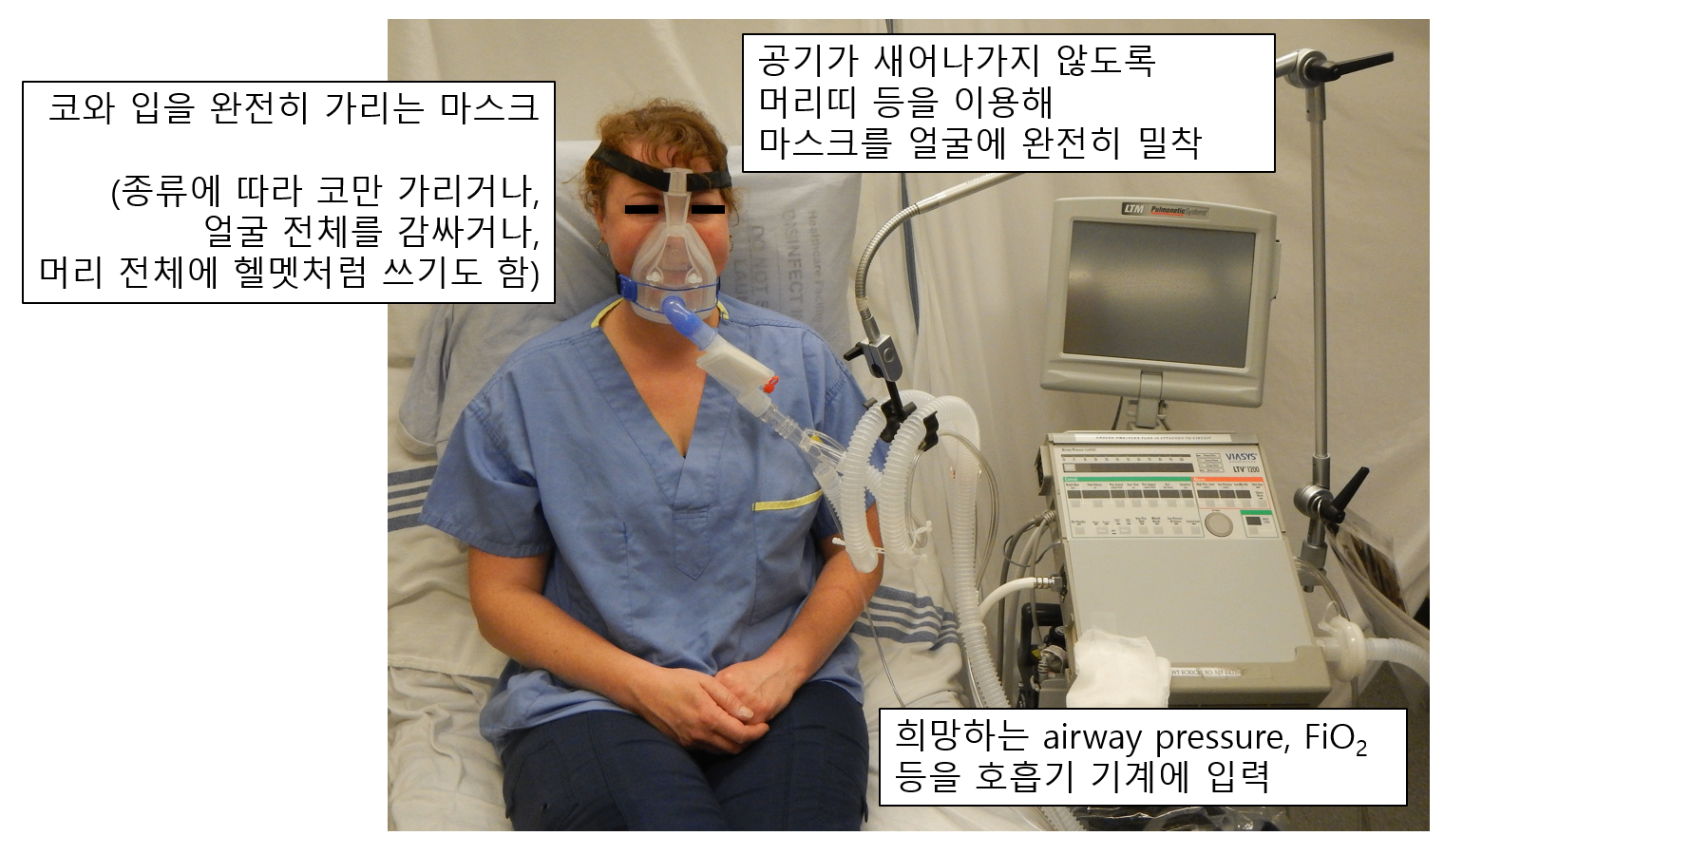 코와 입을 완전히 가리는 마스크
(종류에 따라 코만 가리거나,
얼굴 전체를 감싸거나,
머리 전체에 헬멧처럼 쓰기도 함)
공기가 새어나가지 않도록
머리띠 등을 이용해
마스크를 얼굴에 완전히 밀착
LTM PulmoneticSystems
Healthcare
DO NOT
VIASYS
LTV 1200
희망하는 airway pressure, FiO₂
등을 호흡기 기계에 입력